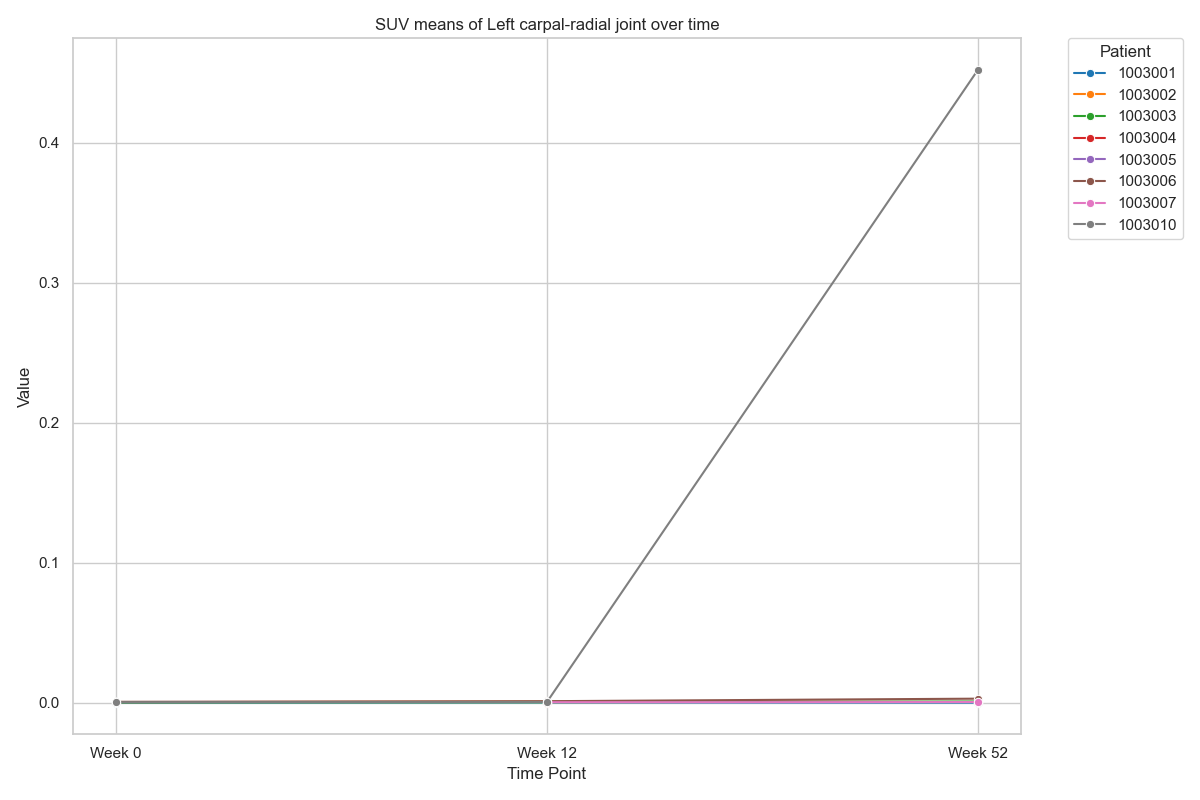 SUV means of Left carpal-radial joint over time
Patient
1003001
1003002
1003003
1003004
1003005
1003006
1003007
1003010
Value
0.4
0.3
0.2
0.1
0.0
Week 0
Week 12
Week 52
Time Point